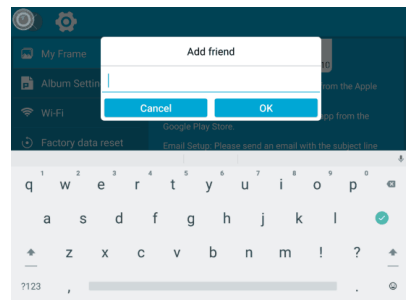 Add friend
My Frame
10
Album Settin
from the Apple
Cancel
OK
Wi-Fi
app from the
Google Play Store.
Factory data reset
Email Setup: Please send an email with the subject line
q 1 w 2 e 3 r 4 t 5 y 6 u 7 i 8 o 9 p 0
a s d f g h j k l
z x c v b n m ! ?
?123 , .